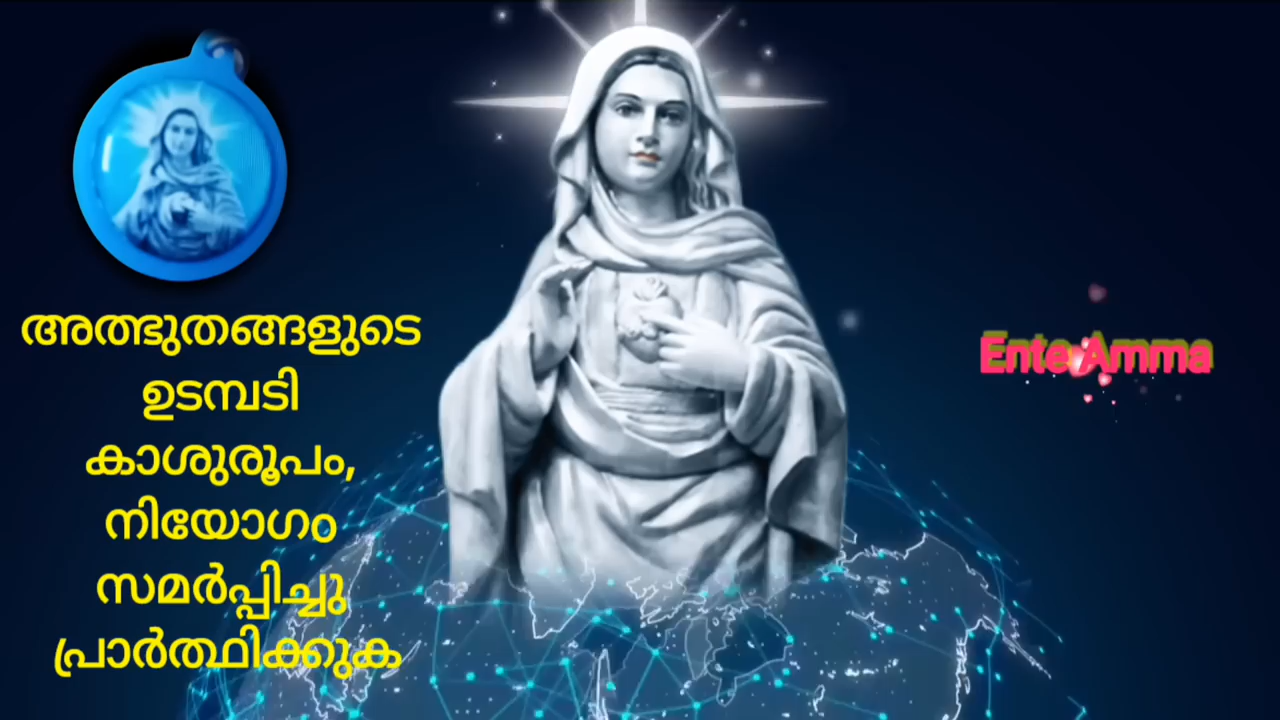 അത്ഭുതങ്ങളുടെ
ഉടമ്പടി
കാശുരൂപം,
നിയോഗം
സമർപ്പിച്ചു
പ്രാർത്ഥിക്കുക
Ente Amma